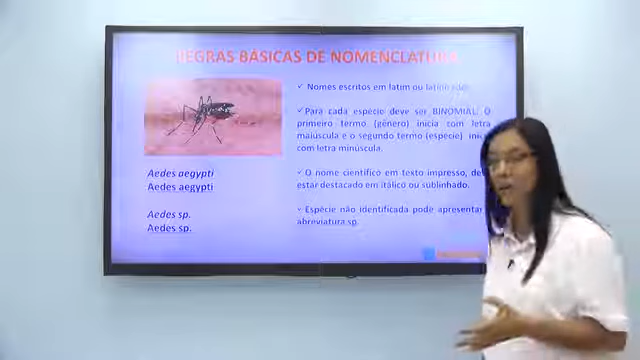 REGRAS BÁSICAS DE NOMENCLATURA
✓ Nomes escritos em latim ou latinizado.
✓ Para cada espécie deve ser BINOMIAL. O
primeiro termo (gênero) inicia com letra
maiúscula e o segundo termo (espécie)
com letra minúscula.
✓ O nome científico em texto impresso,
estar destacado em itálico ou sublinhado.
✓ Espécie não identificada pode apresentar
abreviatura sp.
Aedes aegypti
Aedes aegypti
Aedes sp.
Aedes sp.